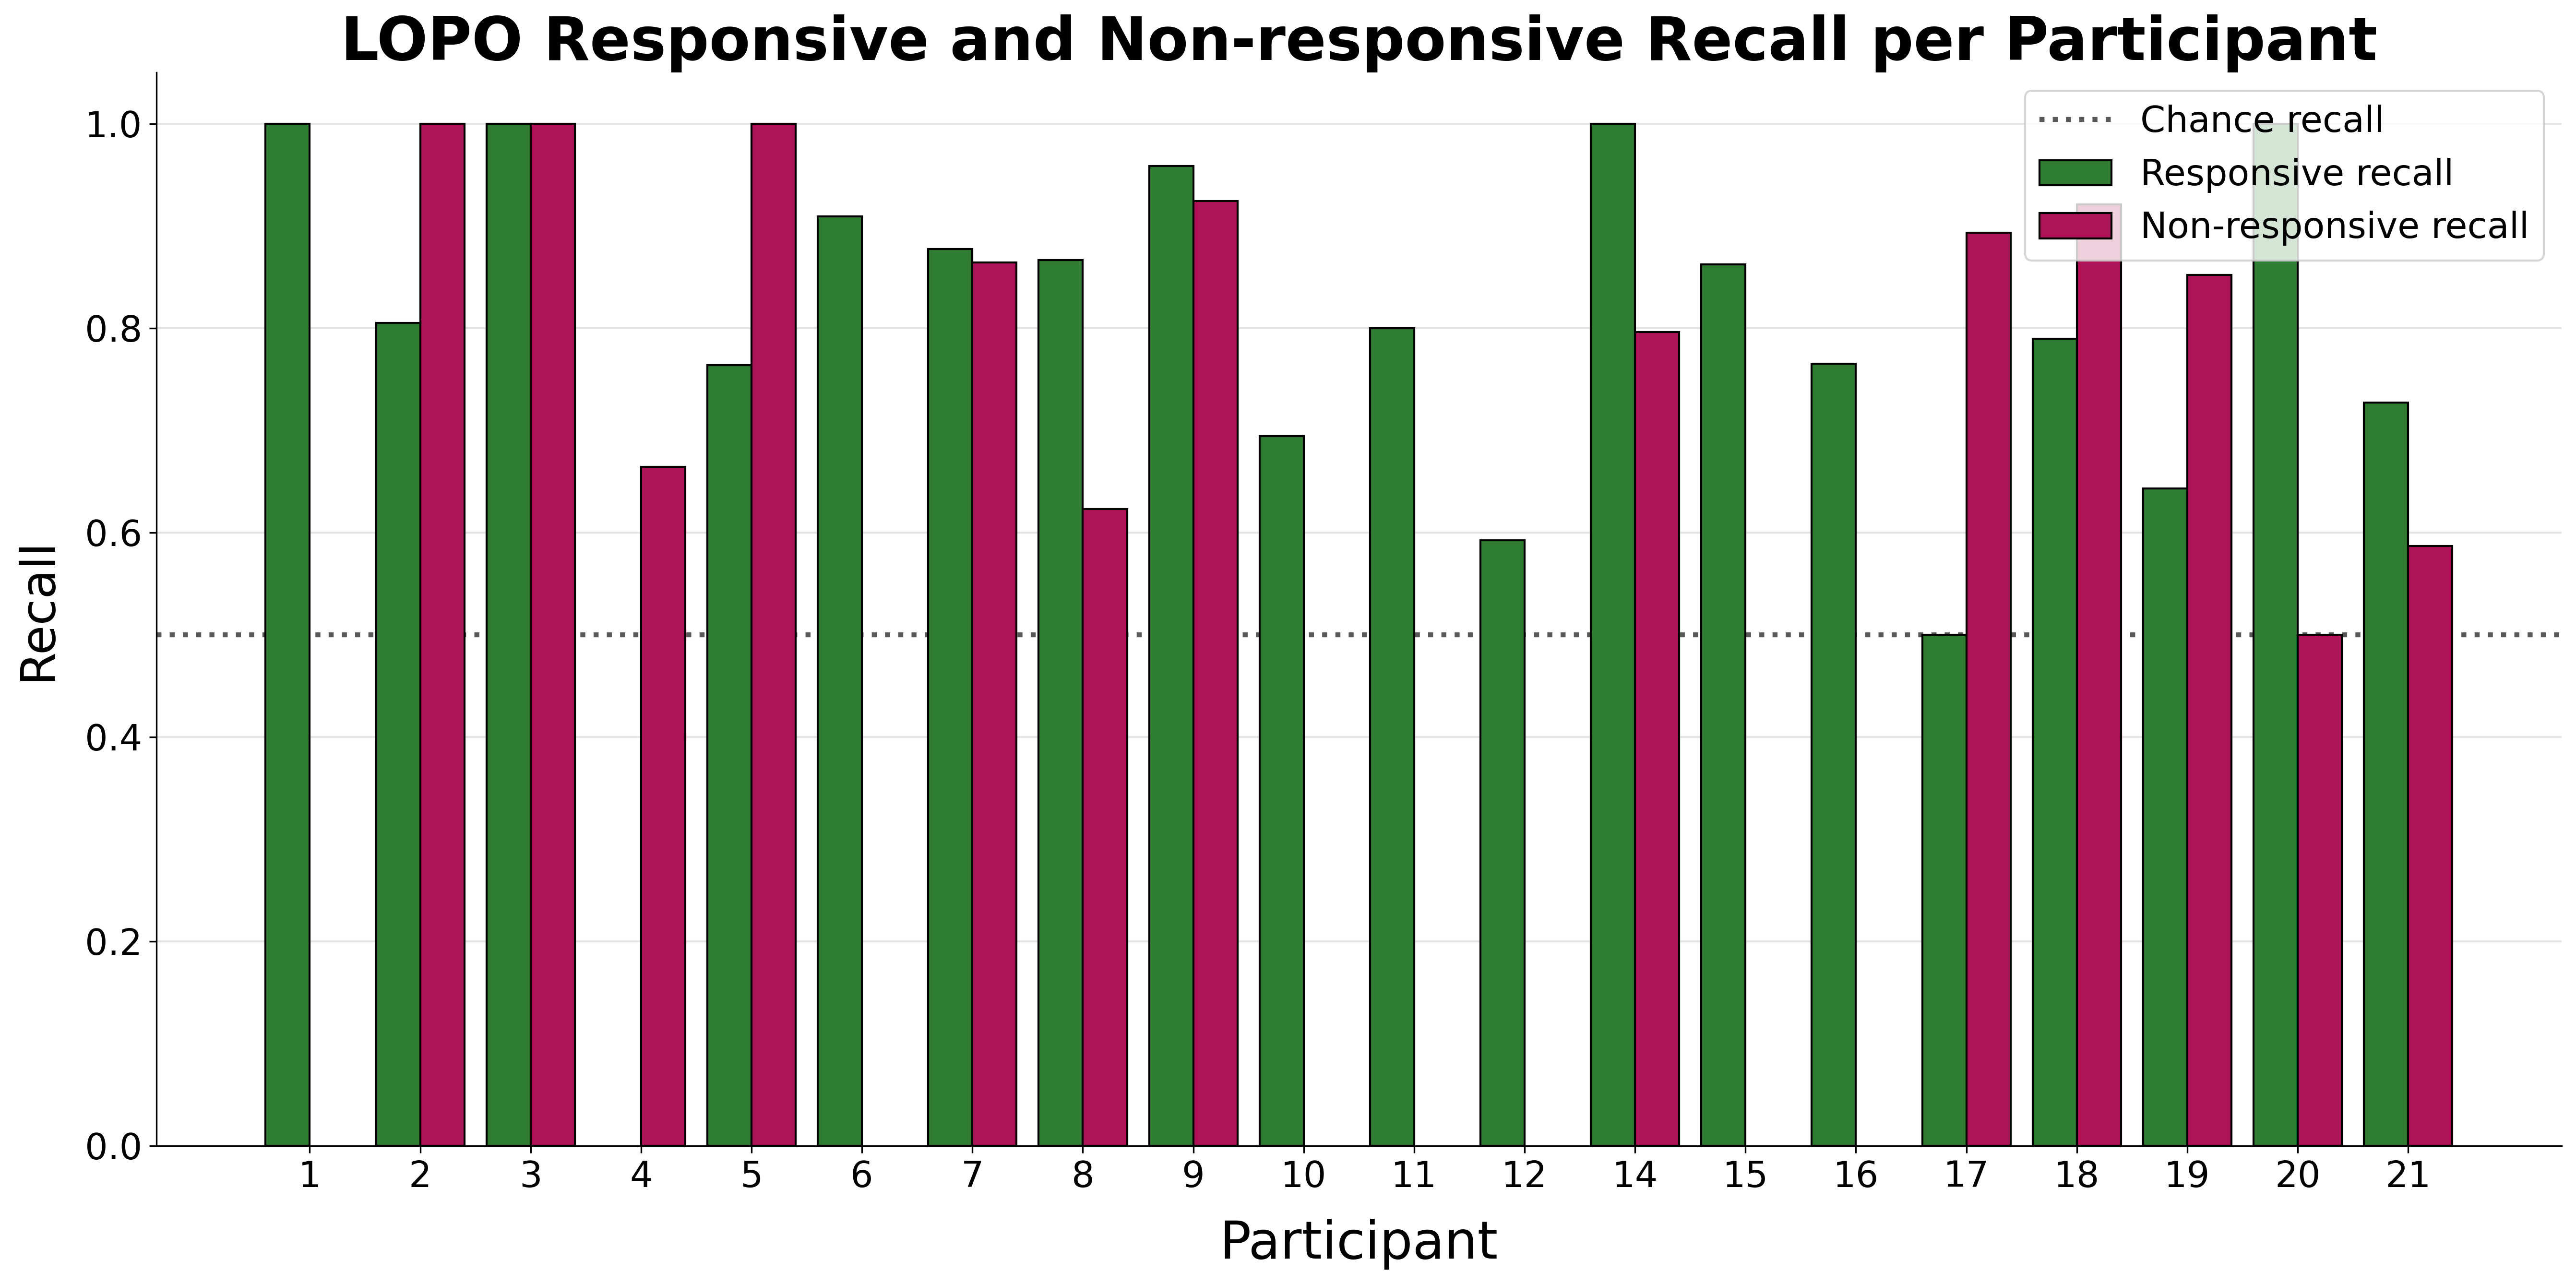 LOPO Responsive and Non-responsive Recall per Participant
Chance recall
Responsive recall
Non-responsive recall
1.0
0.8
0.6
0.4
0.2
0.0
Recall
1 2 3 4 5 6 7 8 9 10 11 12 14 15 16 17 18 19 20 21
Participant